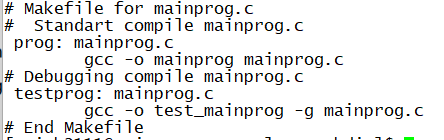 # Makefile for mainprog.c
#  Standart compile mainprog.c
 prog: mainprog.c
        gcc -o mainprog mainprog.c
# Debugging compile mainprog.c
 testprog: mainprog.c
        gcc -o test_mainprog -g mainprog.c
# End Makefile